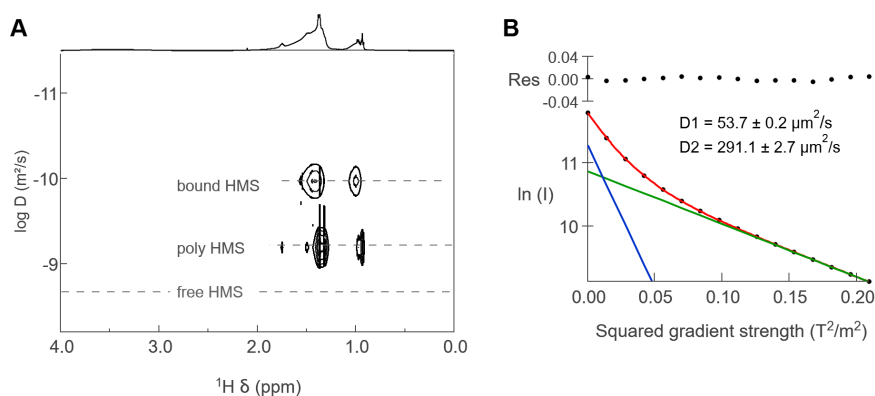 A
-11
-10
-9
log D (m²/s)
bound HMS
poly HMS
free HMS
4.0 3.0 2.0 1.0 0.0
¹H δ (ppm)
B
0.04
Res 0.00
-0.04
D1 = 53.7 ± 0.2 µm²/s
D2 = 291.1 ± 2.7 µm²/s
11
ln (I)
10
0.00 0.05 0.10 0.15 0.20
Squared gradient strength (T²/m²)